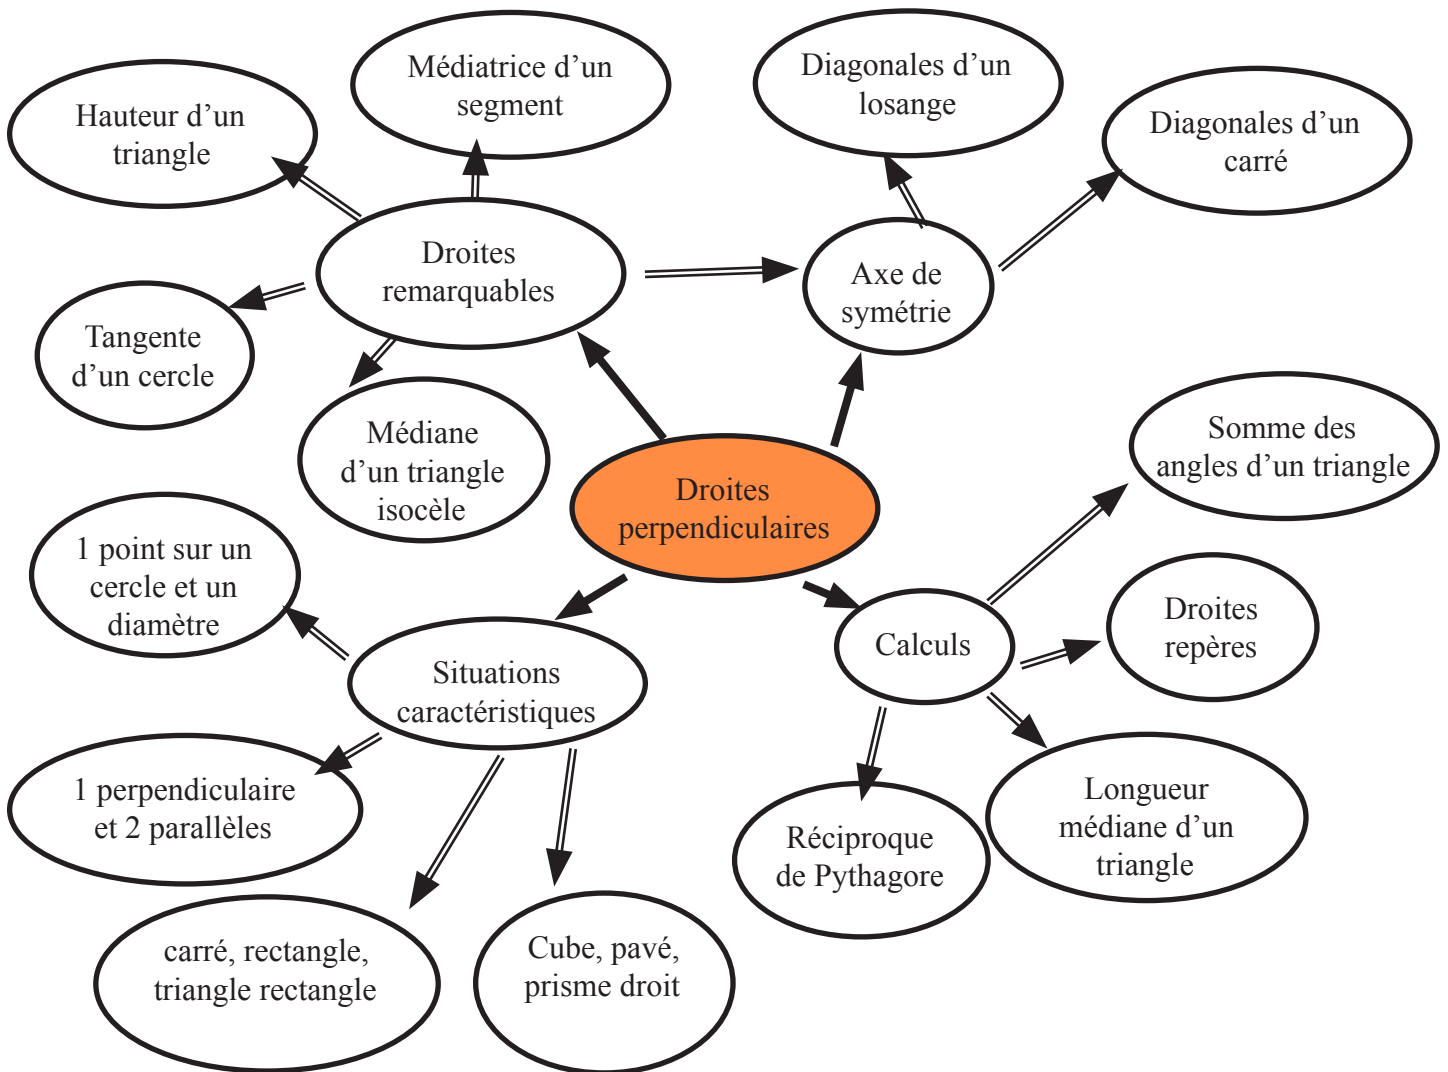 Médiatrice d’un
segment
Diagonales d’un
losange
Hauteur d’un
triangle
Diagonales d’un
carré
Droites
remarquables
Axe de
symétrie
Tangente
d’un cercle
Médiane
d’un triangle
isocèle
Somme des
angles d’un triangle
Droites
perpendiculaires
1 point sur un
cercle et un
diamètre
Droites
repères
Calculs
Situations
caractéristiques
1 perpendiculaire
et 2 parallèles
Longueur
médiane d’un
triangle
Réciproque
de Pythagore
carré, rectangle,
triangle rectangle
Cube, pavé,
prisme droit